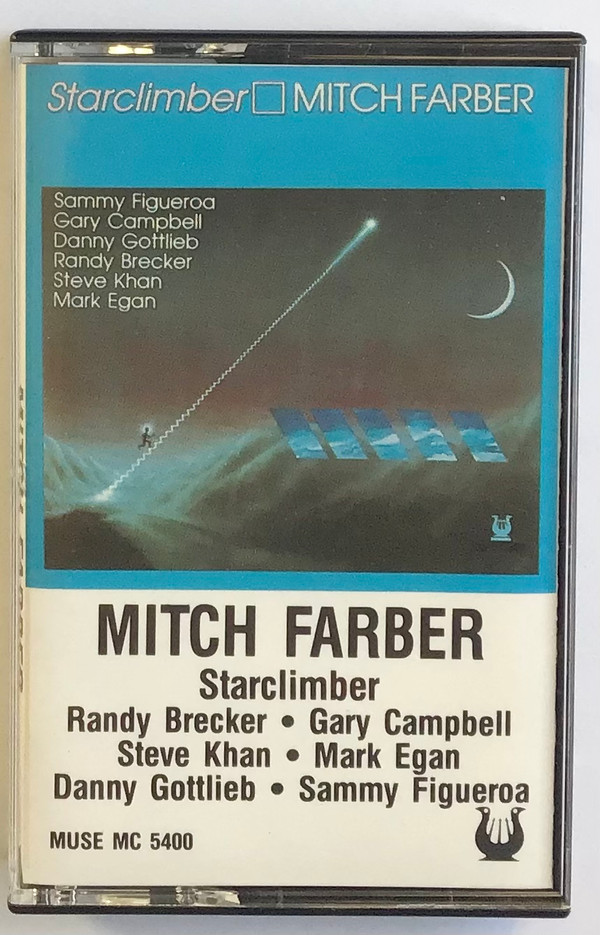 Starclimber□MITCH FARBER
Sammy Figueroa
Gary Campbell
Danny Gottlieb
Randy Brecker
Steve Khan
Mark Egan
MITCH FARBER
Starclimber
Randy Brecker • Gary Campbell
Steve Khan • Mark Egan
Danny Gottlieb • Sammy Figueroa
MUSE MC 5400